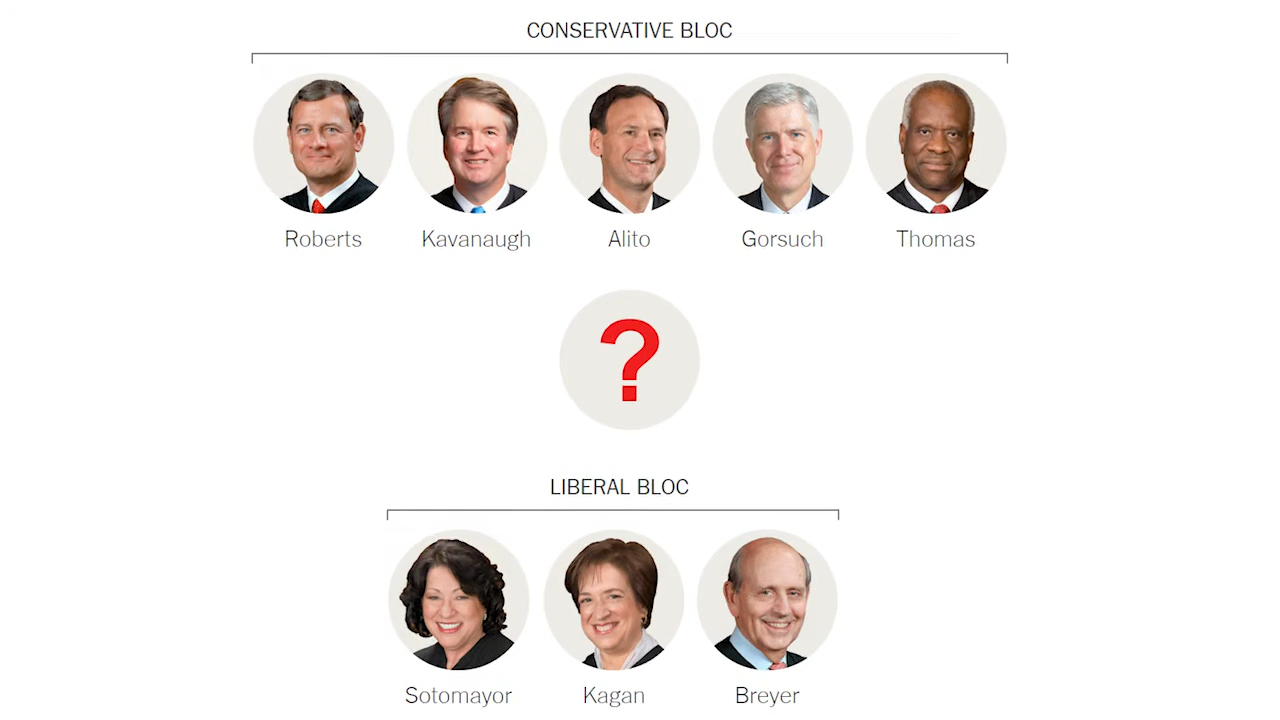 CONSERVATIVE BLOC
Roberts Kavanaugh Alito Gorsuch Thomas
?
LIBERAL BLOC
Sotomayor Kagan Breyer